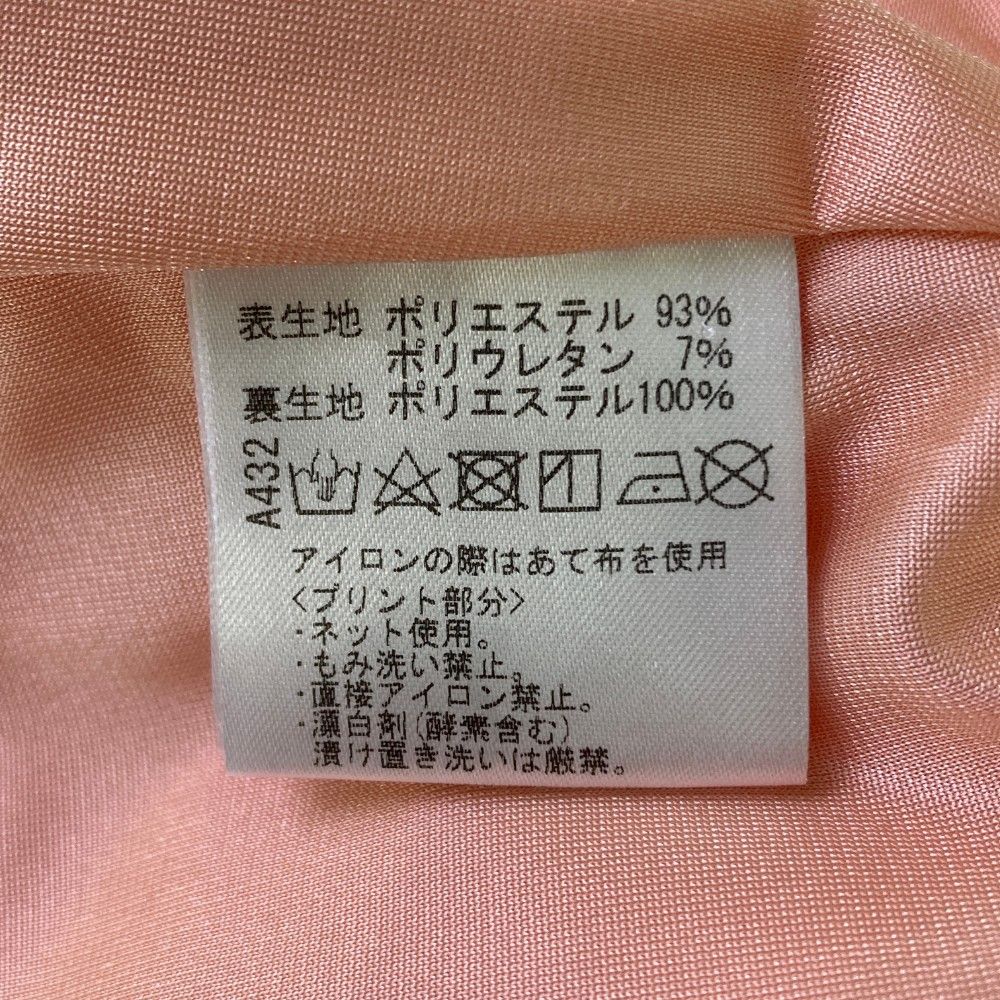 表生地 ポリエステル 93%
ポリウレタン 7%
裏生地 ポリエステル100%
A432
アイロンの際はあて布を使用
〈プリント部分〉
・ネット使用。
・もみ洗い禁止。
・直接アイロン禁止。
・漂白剤(酵素含む)
漬け置き洗いは厳禁。